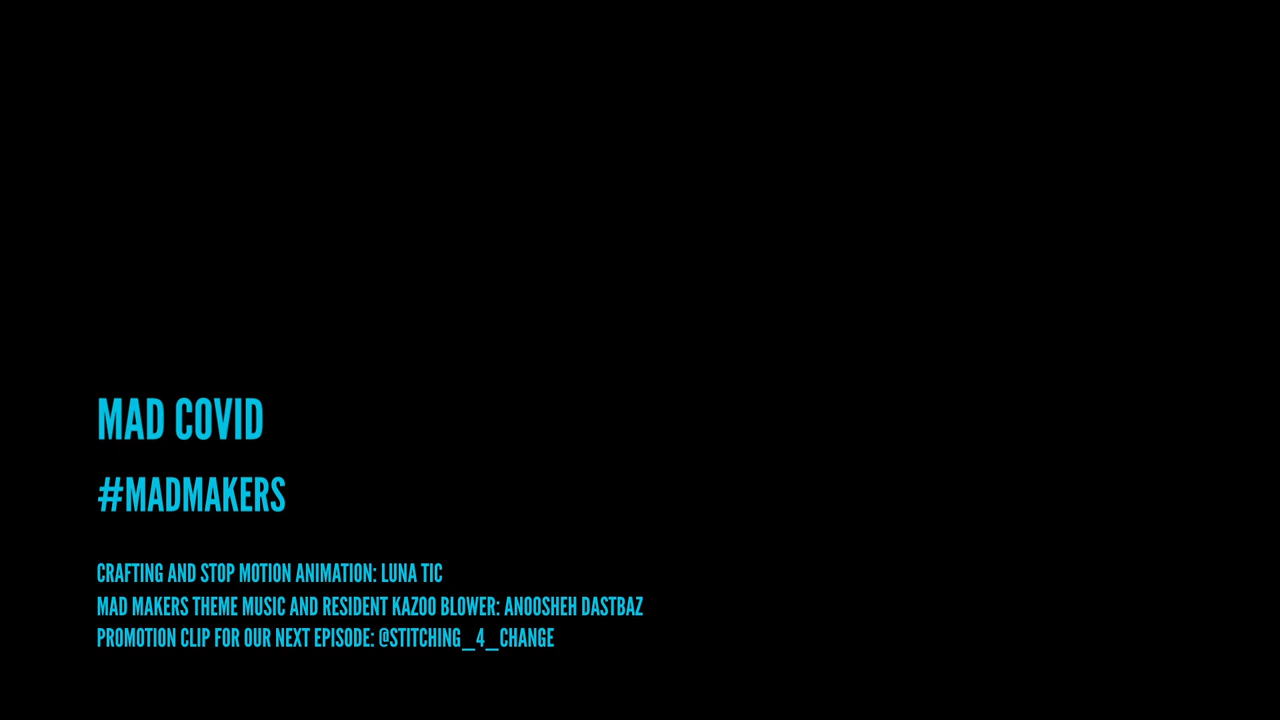 MAD COVID
#MADMAKERS
CRAFTING AND STOP MOTION ANIMATION: LUNA TIC
MAD MAKERS THEME MUSIC AND RESIDENT KAZOO BLOWER: ANOOSHEH DASTBAZ
PROMOTION CLIP FOR OUR NEXT EPISODE: @STITCHING_4_CHANGE